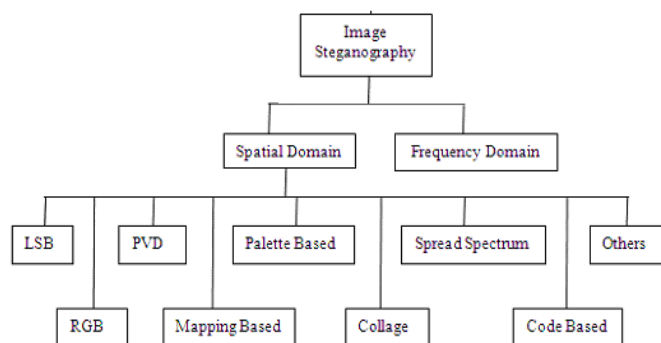 Image
Steganography
Spatial Domain
Frequency Domain
LSB
PVD
Palette Based
Spread Spectrum
Others
RGB
Mapping Based
Collage
Code Based